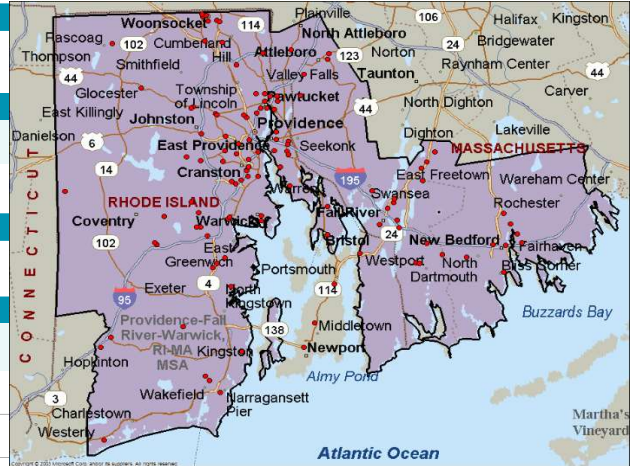 Woonsocket
114
Plainville
106
Halifax
Kingston
Pascoag
102
Cumberland
Hill
North Attleboro
Bridgewater
Thompson
Smithfield
Attleboro
123
Norton
24
Raynham Center
44
Valley Falls
Taunton
44
Glocester
Township
of Lincoln
Pawtucket
Carver
East Killingly
Johnston
Providence
44
North Dighton
Danielson
6
East Providence
Seekonk
Dighton
Lakeville
MASSACHUSETTS
14
Cranston
195
East Freetown
Wareham Center
Warren
Swansea
RHODE ISLAND
Rochester
Coventry
Warwick
Fall River
24
102
Bristol
New Bedford
Fairhaven
East
Greenwich
Westport
North
Dartmouth
Bliss Corner
Portsmouth
4
Exeter
North
Kingstown
114
95
Buzzards Bay
CONNECTICUT
Providence-Fall
River-Warwick,
RI-MA
MSA
138
Middletown
Kingston
Newport
Hopkinton
Almy Pond
3
Wakefield
Narragansett
Pier
Charlestown
Martha's
Vineyard
Westerly
Atlantic Ocean